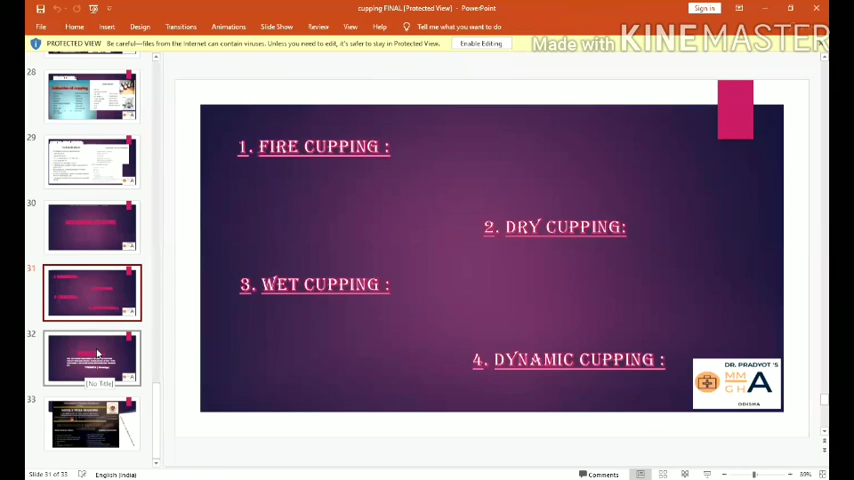 cupping FINAL [Protected View] - PowerPoint
Sign in
File Home Insert Design Transitions Animations Slide Show Review View Help Tell me what you want to do
PROTECTED VIEW Be careful—files from the Internet can contain viruses. Unless you need to edit, it's safer to stay in Protected View. Enable Editing
Made with KINEMASTER
28
29
30
31
32
[No Title]
33
1. FIRE CUPPING :
2. DRY CUPPING:
3. WET CUPPING :
4. DYNAMIC CUPPING :
DR. PRADYOT 'S
MM
GH
A
ODISHA
Slide 31 of 33 English (India) Comments 80%